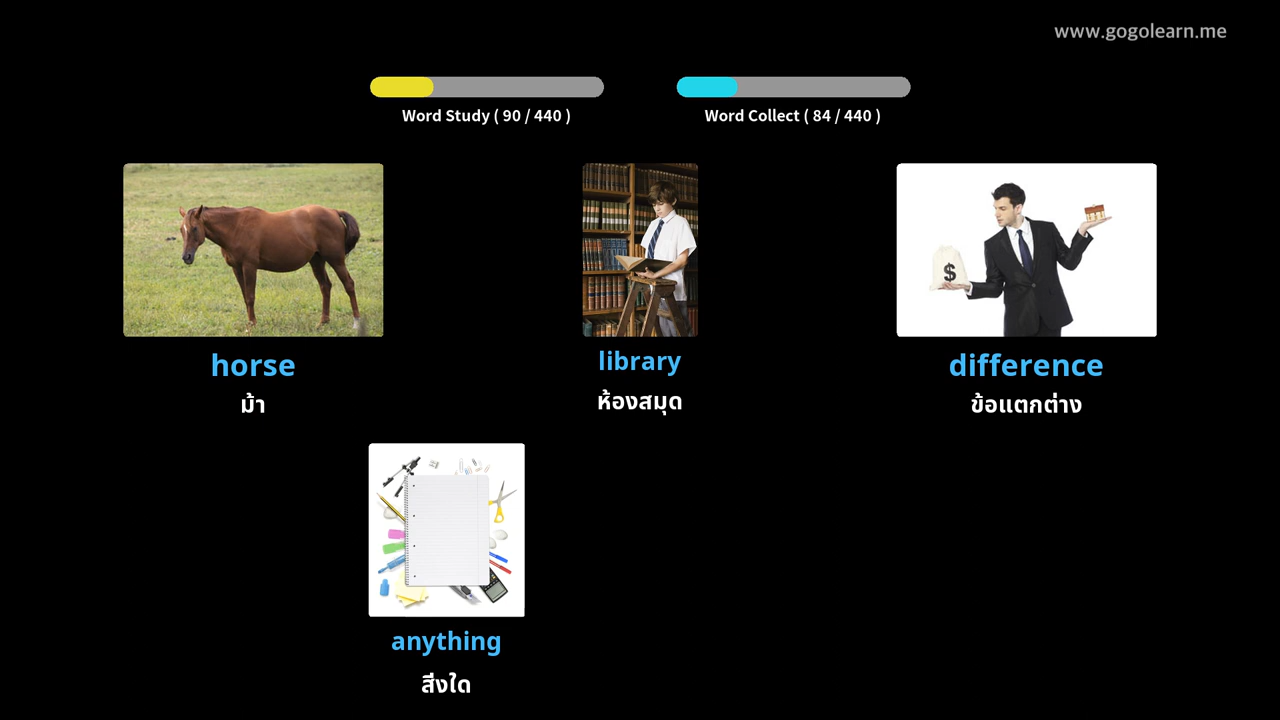 www.gogolearn.me
Word Study ( 90 / 440 )
Word Collect ( 84 / 440 )
horse
library
difference
ม้า
ห้องสมุด
ข้อแตกต่าง
$
anything
สิ่งใด